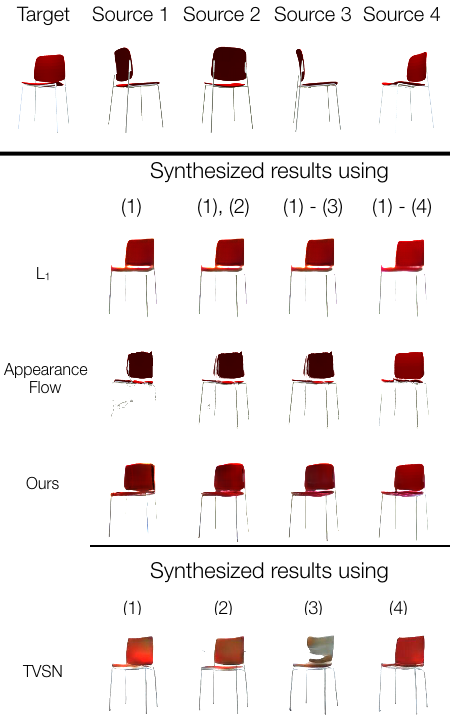 Target Source 1 Source 2 Source 3 Source 4
Synthesized results using
(1) (1), (2) (1) - (3) (1) - (4)
L₁
Appearance
Flow
Ours
Synthesized results using
(1) (2) (3) (4)
TVSN